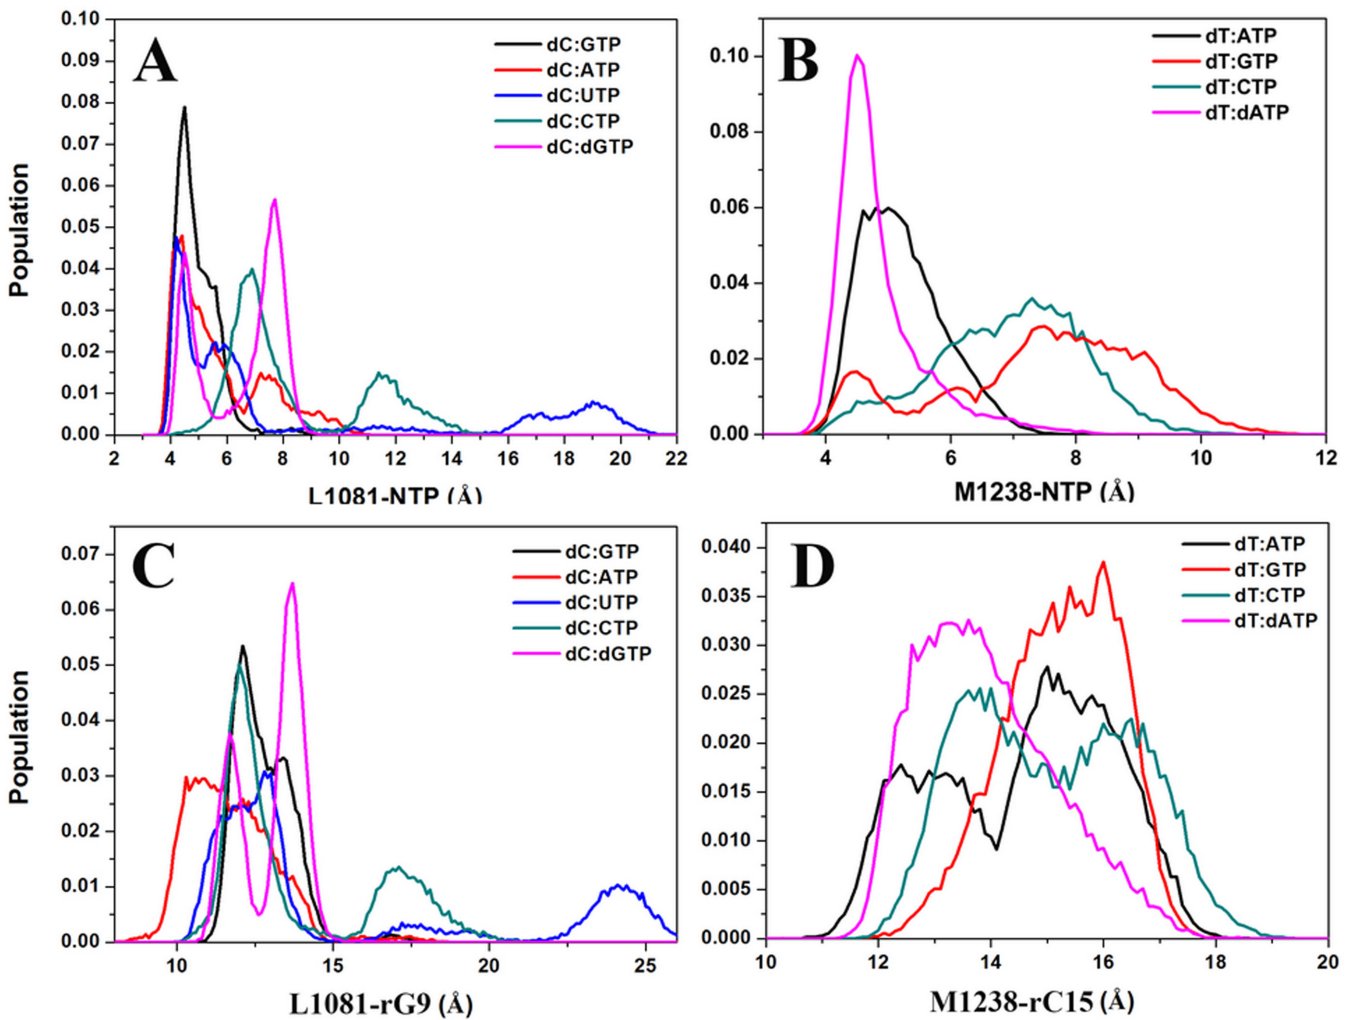 A
dC:GTP
dC:ATP
dC:UTP
dC:CTP
dC:dGTP
Population
0.10
0.09
0.08
0.07
0.06
0.05
0.04
0.03
0.02
0.01
0.00
2 4 6 8 10 12 14 16 18 20 22
L1081-NTP (Å)
B
dT:ATP
dT:GTP
dT:CTP
dT:dATP
0.10
0.08
0.06
0.04
0.02
0.00
4 6 8 10 12
M1238-NTP (Å)
C
dC:GTP
dC:ATP
dC:UTP
dC:CTP
dC:dGTP
Population
0.07
0.06
0.05
0.04
0.03
0.02
0.01
0.00
10 15 20 25
L1081-rG9 (Å)
D
dT:ATP
dT:GTP
dT:CTP
dT:dATP
0.040
0.035
0.030
0.025
0.020
0.015
0.010
0.005
0.000
10 12 14 16 18 20
M1238-rC15 (Å)